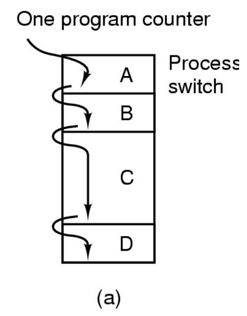 One program counter
Process
switch
A
B
C
D
(a)